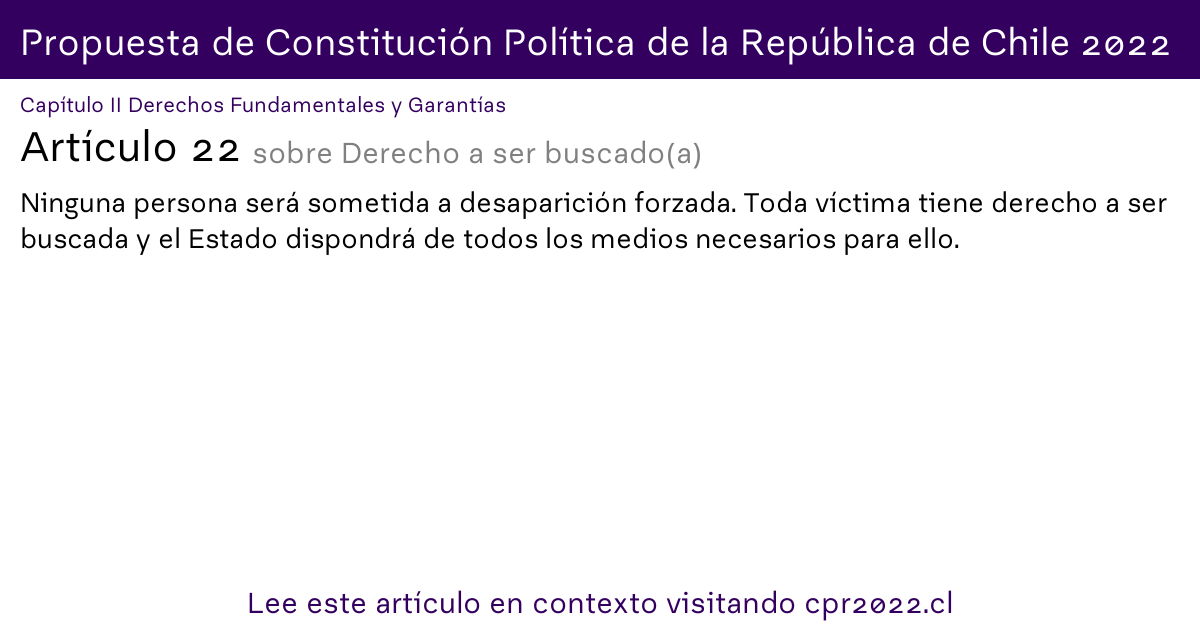 Propuesta de Constitución Política de la República de Chile 2022
Capítulo II Derechos Fundamentales y Garantías
Artículo 22 sobre Derecho a ser buscado(a)
Ninguna persona será sometida a desaparición forzada. Toda víctima tiene derecho a ser
buscada y el Estado dispondrá de todos los medios necesarios para ello.
Lee este artículo en contexto visitando cpr2022.cl